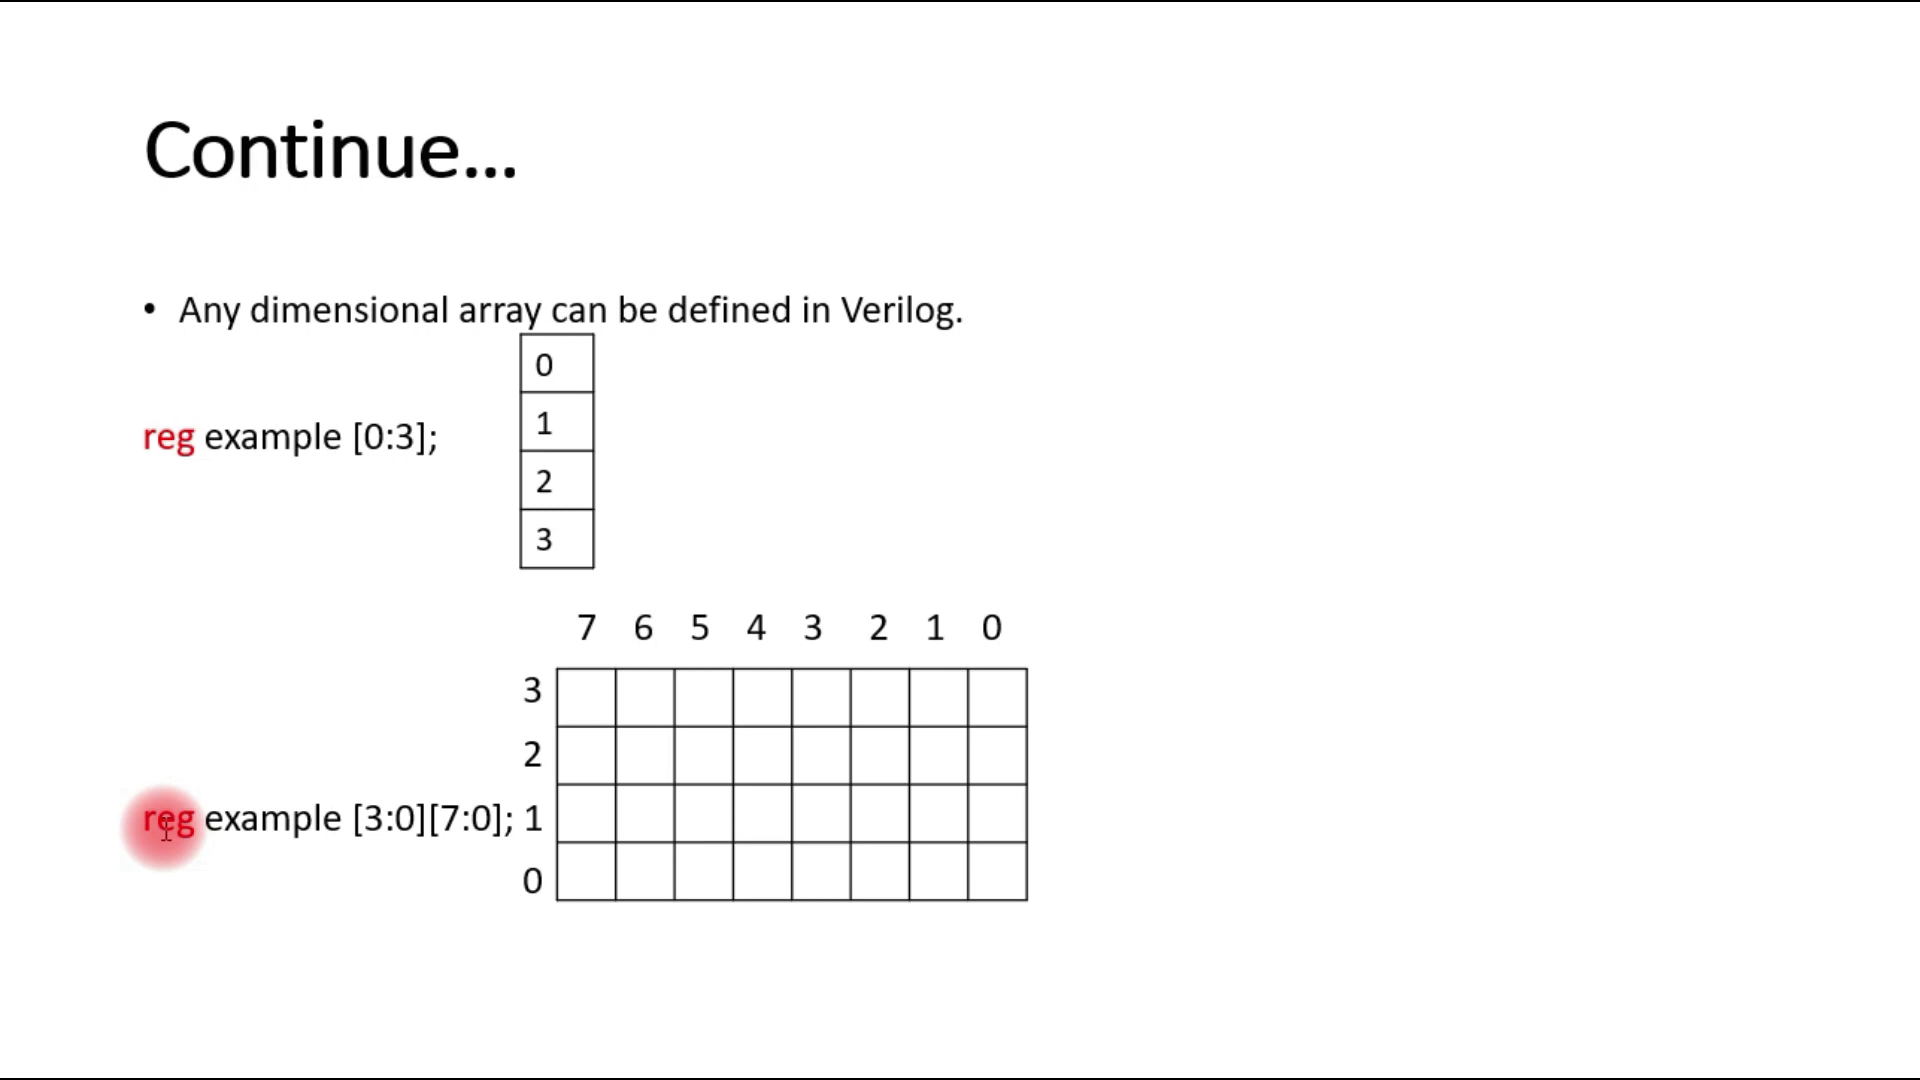 Continue...
• Any dimensional array can be defined in Verilog.
0
reg example [0:3];
1
2
3
7 6 5 4 3 2 1 0
3
2
reg example [3:0][7:0]; 1
0